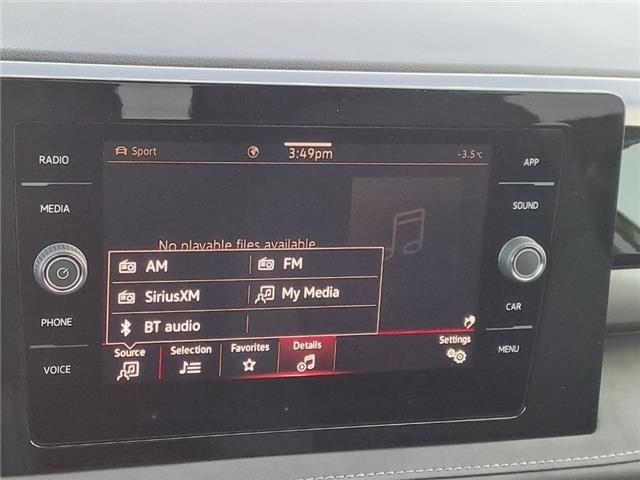 Sport 3:49pm -3.5°C
RADIO
MEDIA
PHONE
VOICE
No playable files available.
AM FM
SiriusXM My Media
BT audio
Source Selection Favorites Details Settings
APP
SOUND
CAR
MENU